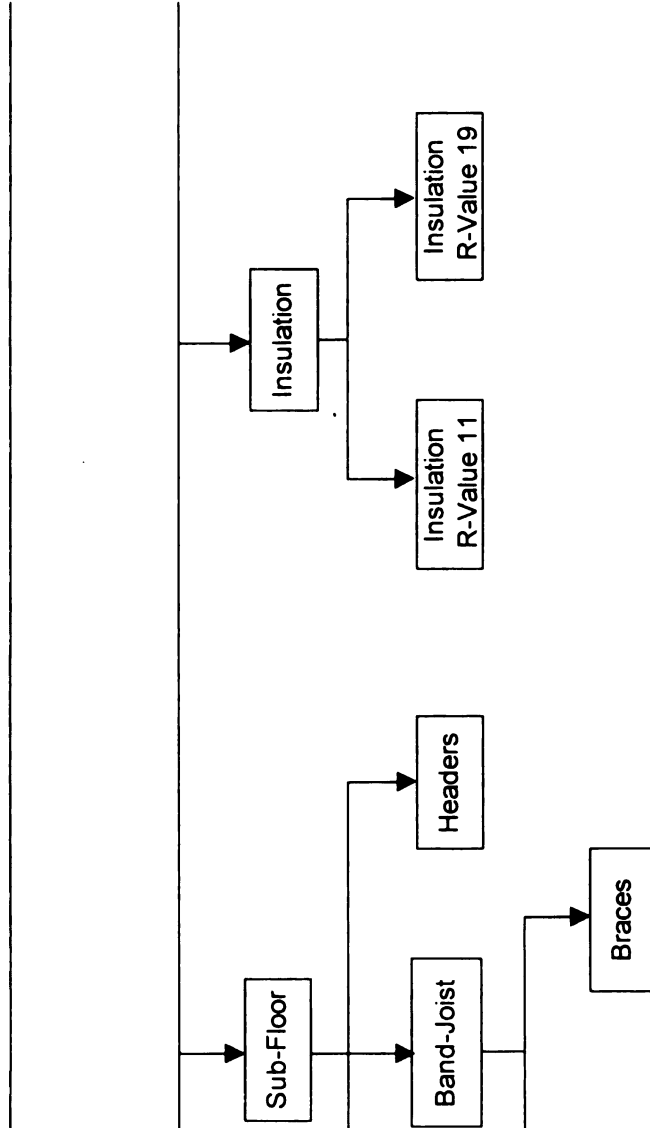 Sub-Floor
Insulation
Band-Joist
Headers
Insulation
R-Value 11
Insulation
R-Value 19
Braces